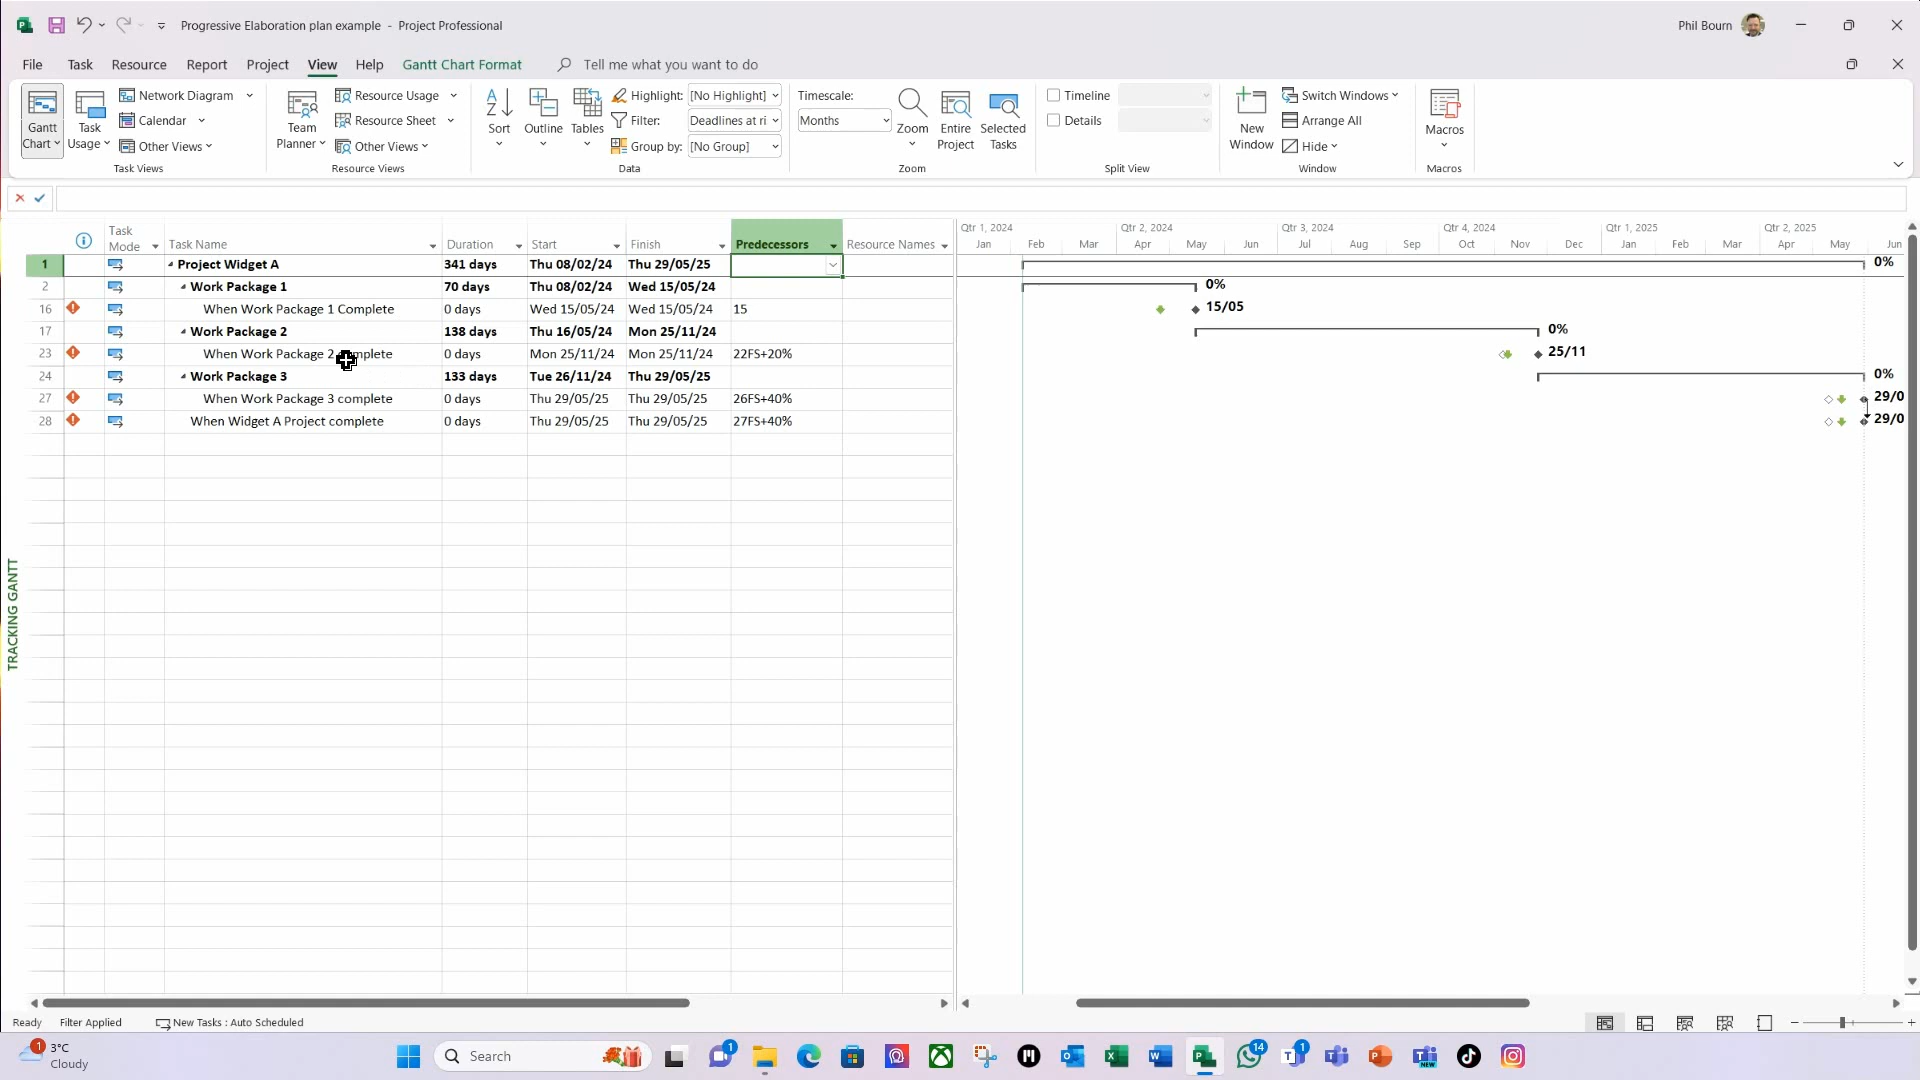 Progressive Elaboration plan example - Project Professional
Phil Bourn
File Task Resource Report Project View Help Gantt Chart Format Tell me what you want to do
Gantt Chart
Task Usage
Network Diagram
Calendar
Other Views
Task Views
Team Planner
Resource Usage
Resource Sheet
Other Views
Resource Views
Sort
Outline
Tables
Highlight: [No Highlight]
Filter: Deadlines at ri
Group by: [No Group]
Data
Timescale:
Months
Zoom
Entire Project
Selected Tasks
Zoom
Timeline
Details
Split View
New Window
Switch Windows
Arrange All
Hide
Window
Macros
Macros
Task Mode Task Name Duration Start Finish Predecessors Resource Names
Qtr 1, 2024 Qtr 2, 2024 Qtr 3, 2024 Qtr 4, 2024 Qtr 1, 2025 Qtr 2, 2025
Jan Feb Mar Apr May Jun Jul Aug Sep Oct Nov Dec Jan Feb Mar Apr May Jun
1 Project Widget A 341 days Thu 08/02/24 Thu 29/05/25 0%
2 Work Package 1 70 days Thu 08/02/24 Wed 15/05/24 0%
16 When Work Package 1 Complete 0 days Wed 15/05/24 Wed 15/05/24 15 15/05
17 Work Package 2 138 days Thu 16/05/24 Mon 25/11/24 0%
23 When Work Package 2 0 days Mon 25/11/24 Mon 25/11/24 22FS+20% 25/11
24 Work Package 3 133 days Tue 26/11/24 Thu 29/05/25 0%
27 When Work Package 3 complete 0 days Thu 29/05/25 Thu 29/05/25 26FS+40% 29/0
28 When Widget A Project complete 0 days Thu 29/05/25 Thu 29/05/25 27FS+40% 29/0
TRACKING GANTT
Ready Filter Applied New Tasks : Auto Scheduled
1 3°C
Cloudy
Search
1
14
1
NEW